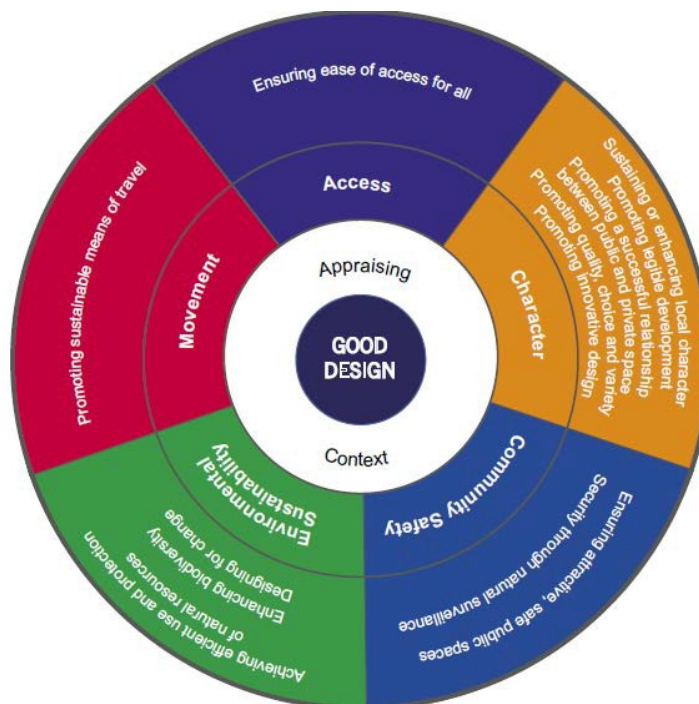 Ensuring ease of access for all
Access
Sustaining or enhancing local character
Promoting legible development
Promoting a successful relationship
between public and private space
Promoting quality, choice and variety
Promoting innovative design
Character
Ensuring attractive, safe public spaces
Security through natural surveillance
Community Safety
Environmental
Sustainability
Achieving efficient use and protection
of natural resources
Enhancing biodiversity
Designing for change
Promoting sustainable means of travel
Movement
Appraising
GOOD
DESIGN
Context